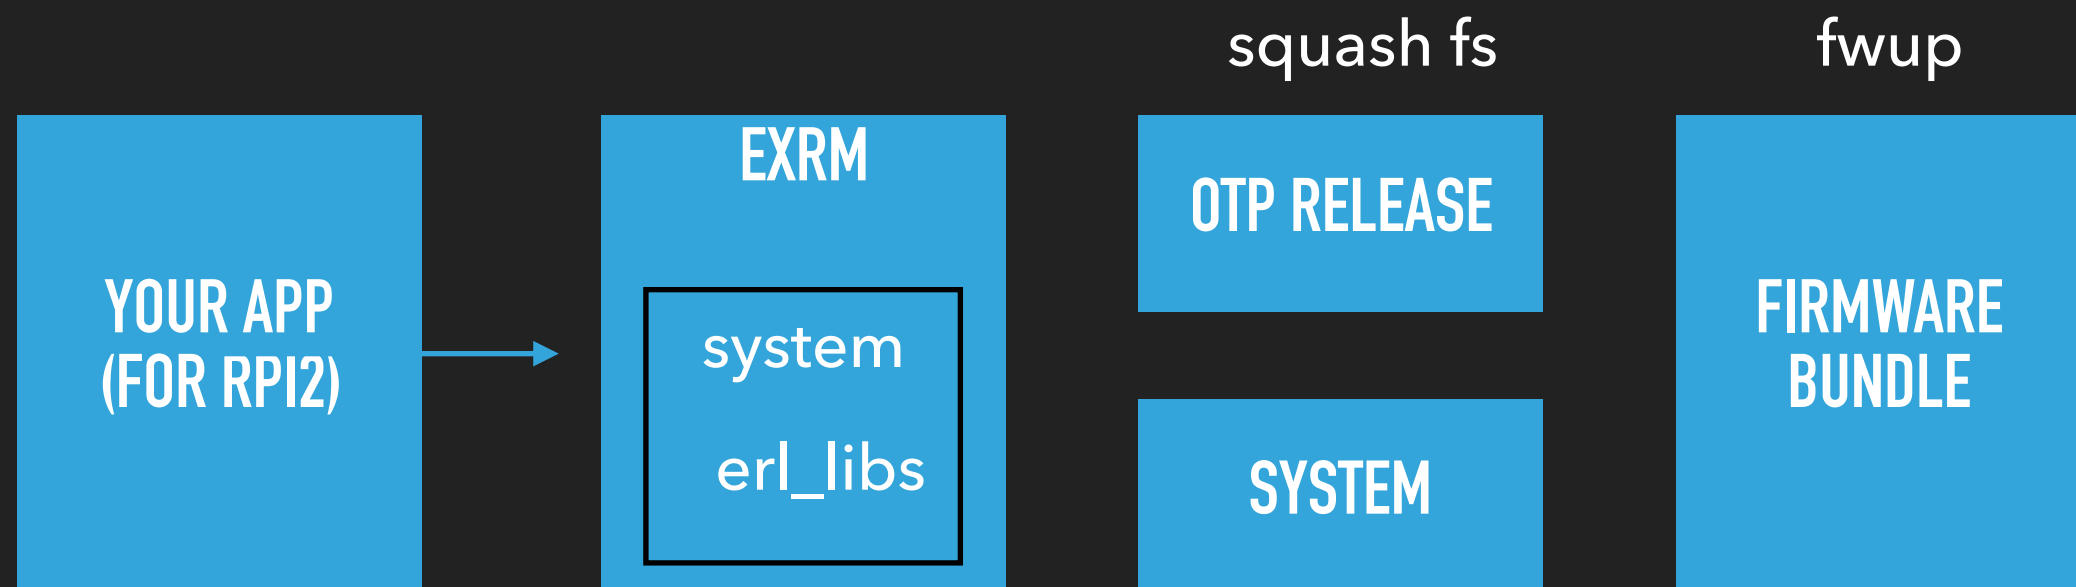 squash fs
fwup
YOUR APP
(FOR RPI2)
EXRM
system
erl_libs
OTP RELEASE
SYSTEM
FIRMWARE
BUNDLE